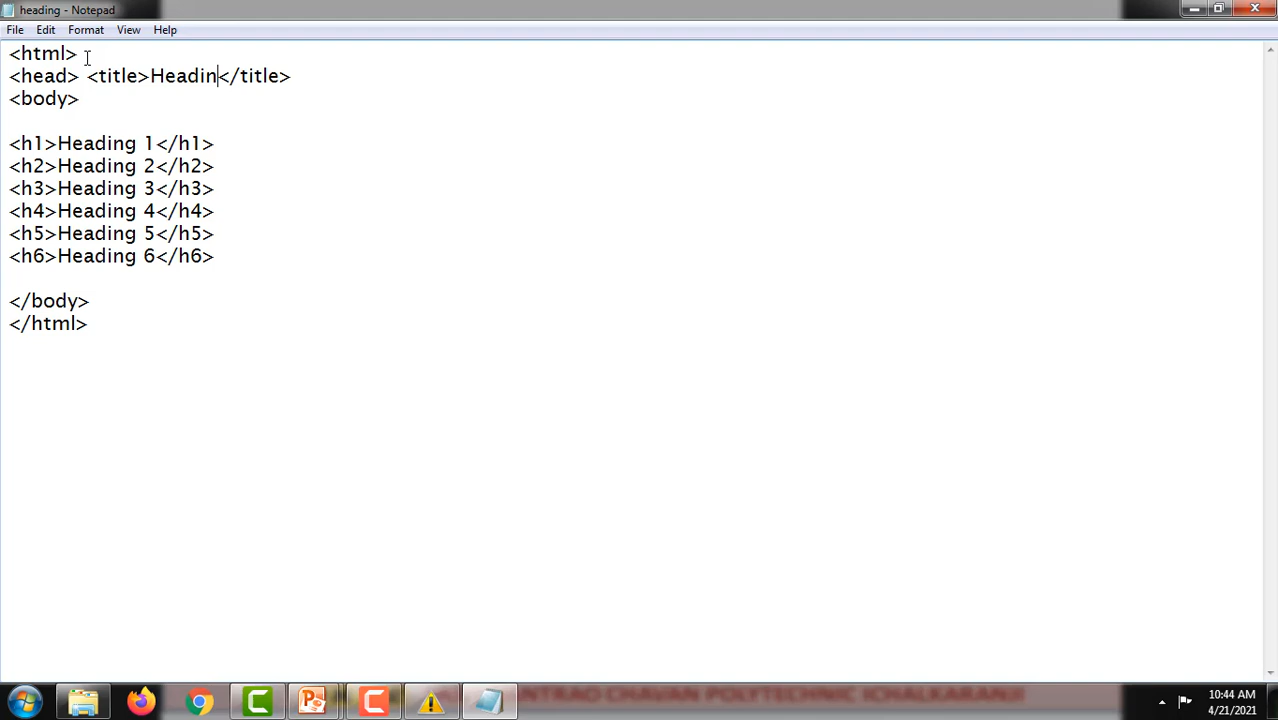 heading - Notepad
File Edit Format View Help
<html>
<head> <title>Headin</title>
<body>
<h1>Heading 1</h1>
<h2>Heading 2</h2>
<h3>Heading 3</h3>
<h4>Heading 4</h4>
<h5>Heading 5</h5>
<h6>Heading 6</h6>
</body>
</html>
CHAVAN
10:44 AM
4/21/2021